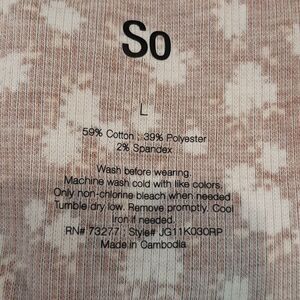 So
L
59% Cotton ; 39% Polyester
2% Spandex
Wash before wearing.
Machine wash cold with like colors.
Only non-chlorine bleach when needed.
Tumble dry low. Remove promptly. Cool
Iron if needed.
RN# 73277 ; Style# JG11K030RP
Made in Cambodia